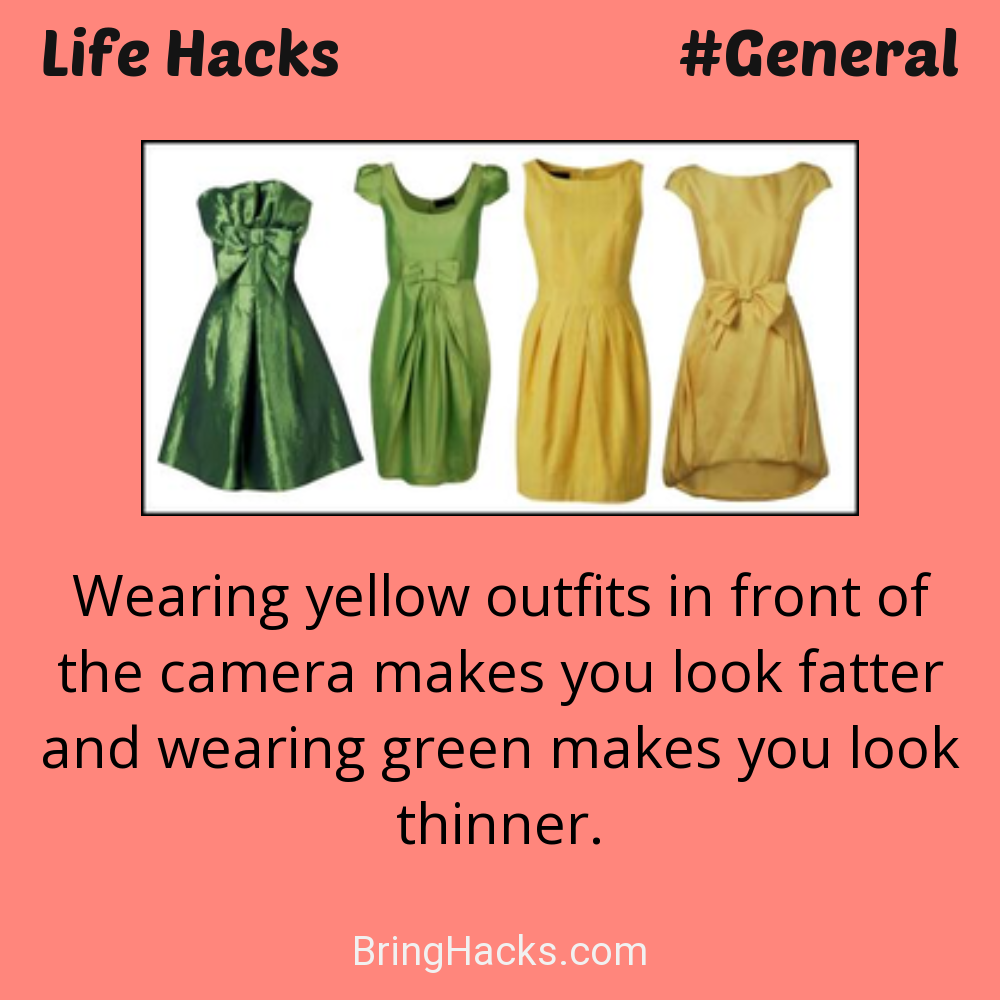 Life Hacks #General
Wearing yellow outfits in front of
the camera makes you look fatter
and wearing green makes you look
thinner.
BringHacks.com